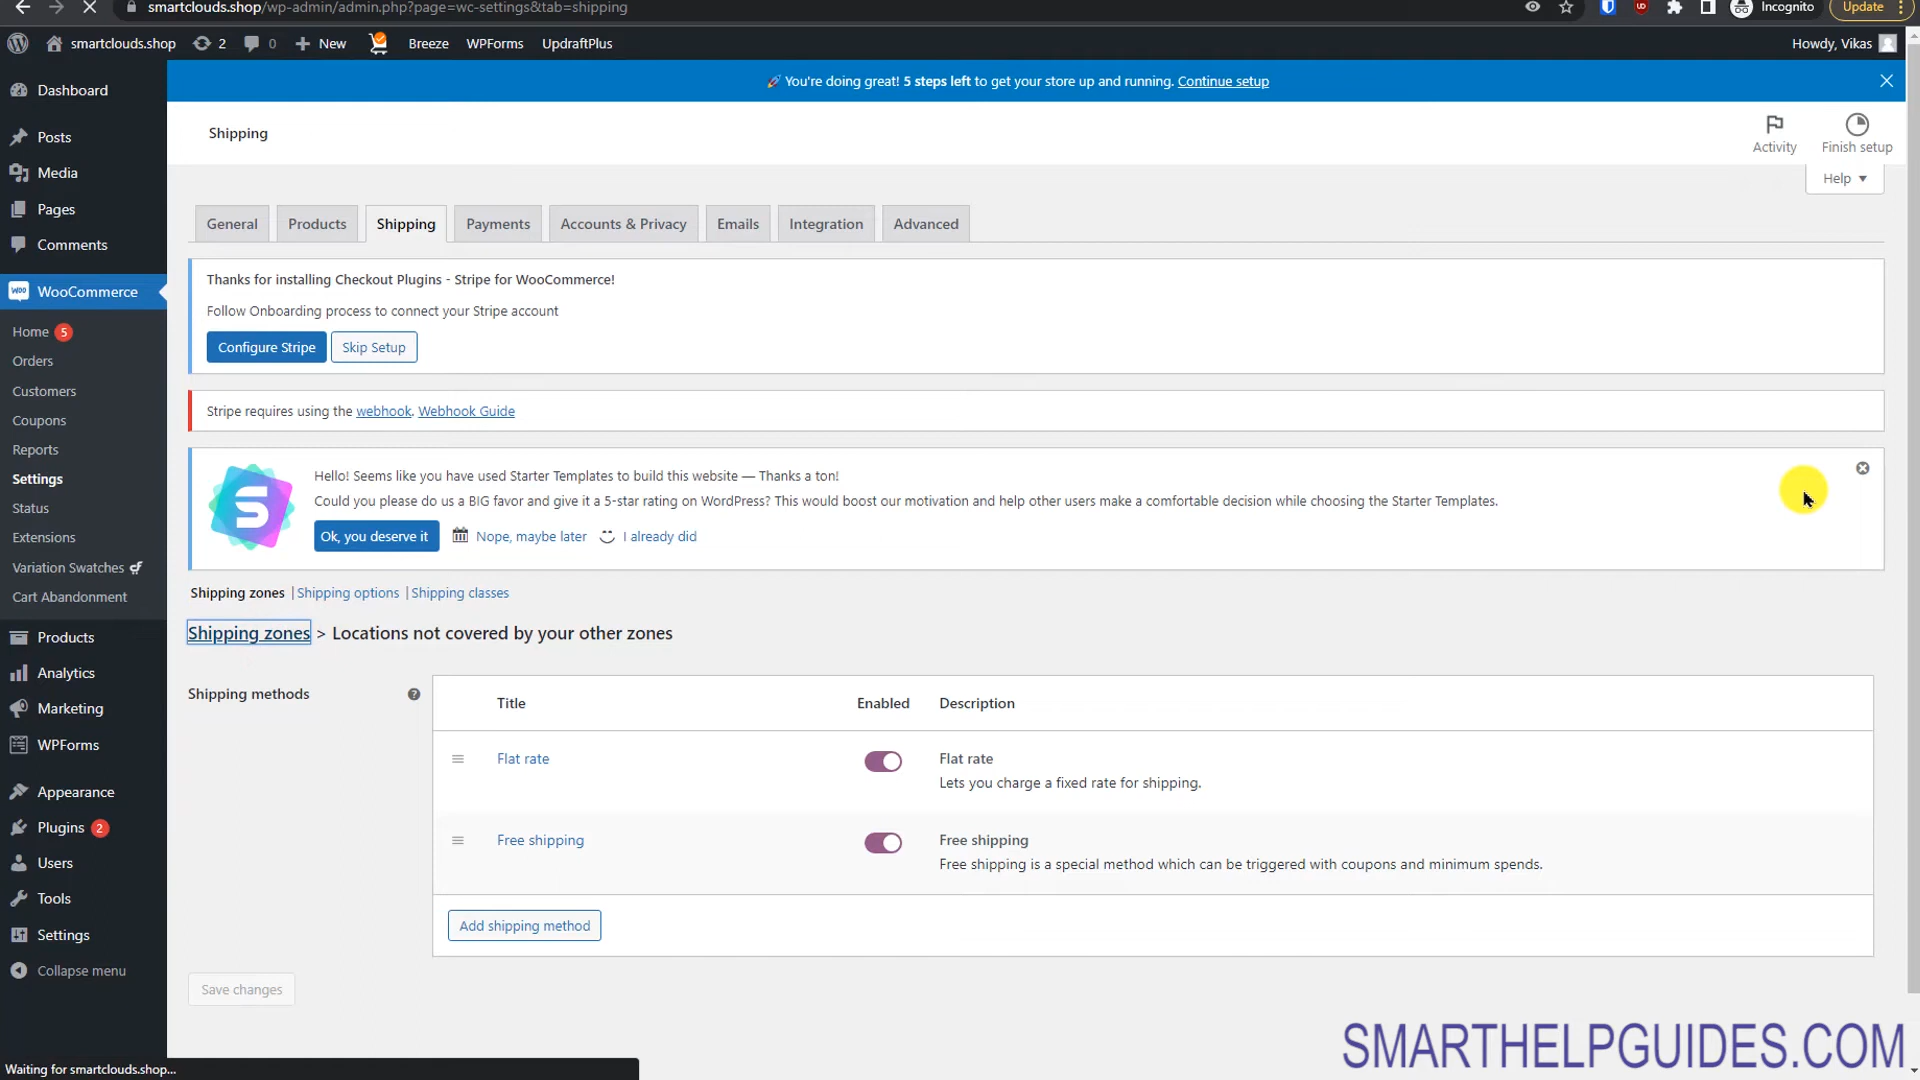 smartclouds.shop/wp-admin/admin.php?page=wc-settings&tab=shipping
Incognito
Update
smartclouds.shop
2
0
New
Breeze
WPForms
UpdraftPlus
Howdy, Vikas
Dashboard
Posts
Media
Pages
Comments
WooCommerce
Home 5
Orders
Customers
Coupons
Reports
Settings
Status
Extensions
Variation Swatches
Cart Abandonment
Products
Analytics
Marketing
WPForms
Appearance
Plugins 2
Users
Tools
Settings
Collapse menu
You're doing great! 5 steps left to get your store up and running. Continue setup
Shipping
Activity
Finish setup
Help
General
Products
Shipping
Payments
Accounts & Privacy
Emails
Integration
Advanced
Thanks for installing Checkout Plugins - Stripe for WooCommerce!
Follow Onboarding process to connect your Stripe account
Configure Stripe
Skip Setup
Stripe requires using the webhook. Webhook Guide
Hello! Seems like you have used Starter Templates to build this website — Thanks a ton!
Could you please do us a BIG favor and give it a 5-star rating on WordPress? This would boost our motivation and help other users make a comfortable decision while choosing the Starter Templates.
Ok, you deserve it
Nope, maybe later
I already did
Shipping zones | Shipping options | Shipping classes
Shipping zones > Locations not covered by your other zones
Shipping methods
Title
Enabled
Description
Flat rate
Flat rate
Lets you charge a fixed rate for shipping.
Free shipping
Free shipping
Free shipping is a special method which can be triggered with coupons and minimum spends.
Add shipping method
Save changes
SMARTHELPGUIDES.COM
Waiting for smartclouds.shop...